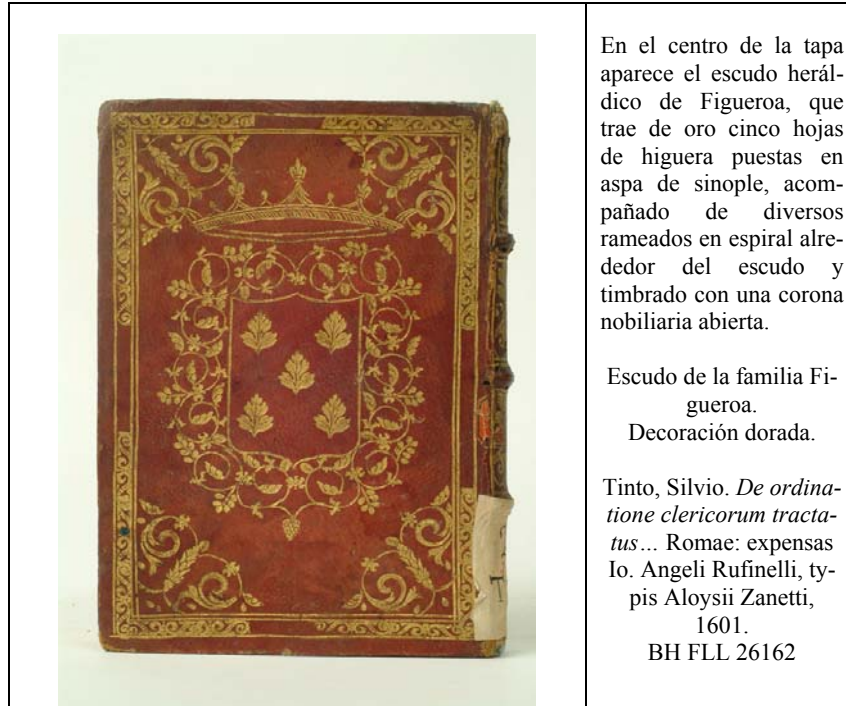 En el centro de la tapa
aparece el escudo herál-
dico de Figueroa, que
trae de oro cinco hojas
de higuera puestas en
aspa de sinople, acom-
pañado de diversos
rameados en espiral alre-
dedor del escudo y
timbrado con una corona
nobiliaria abierta.
Escudo de la familia Fi-
gueroa.
Decoración dorada.
Tinto, Silvio. De ordina-
tione clericorum tracta-
tus… Romae: expensas
Io. Angeli Rufinelli, ty-
pis Aloysii Zanetti,
1601.
BH FLL 26162